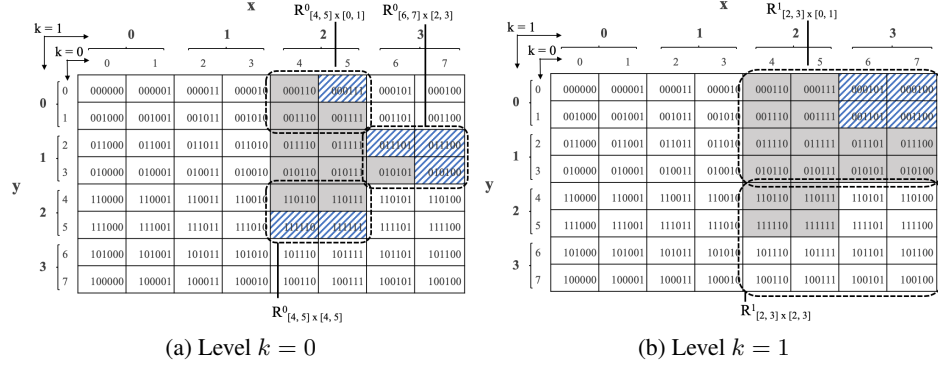 x
R⁰[4, 5] x [0, 1]
R⁰[6, 7] x [2, 3]
k = 1
0 1 2 3
k = 0
0 1 2 3 4 5 6 7
0 000000 000001 000011 000010 000110 000111 000101 000100
0
1 001000 001001 001011 001010 001110 001111 001101 001100
2 011000 011001 011011 011010 011110 011111 011101 011100
1
3 010000 010001 010011 010010 010110 010111 010101 010100
y
4 110000 110001 110011 110010 110110 110111 110101 110100
2
5 111000 111001 111011 111010 111110 111111 111101 111100
6 101000 101001 101011 101010 101110 101111 101101 101100
3
7 100000 100001 100011 100010 100110 100111 100101 100100
R⁰[4, 5] x [4, 5]
(a) Level k = 0
x
R¹[2, 3] x [0, 1]
k = 1
0 1 2 3
k = 0
0 1 2 3 4 5 6 7
0 000000 000001 000011 000010 000110 000111 000101 000100
0
1 001000 001001 001011 001010 001110 001111 001101 001100
2 011000 011001 011011 011010 011110 011111 011101 011100
1
3 010000 010001 010011 010010 010110 010111 010101 010100
y
4 110000 110001 110011 110010 110110 110111 110101 110100
2
5 111000 111001 111011 111010 111110 111111 111101 111100
6 101000 101001 101011 101010 101110 101111 101101 101100
3
7 100000 100001 100011 100010 100110 100111 100101 100100
R¹[2, 3] x [2, 3]
(b) Level k = 1